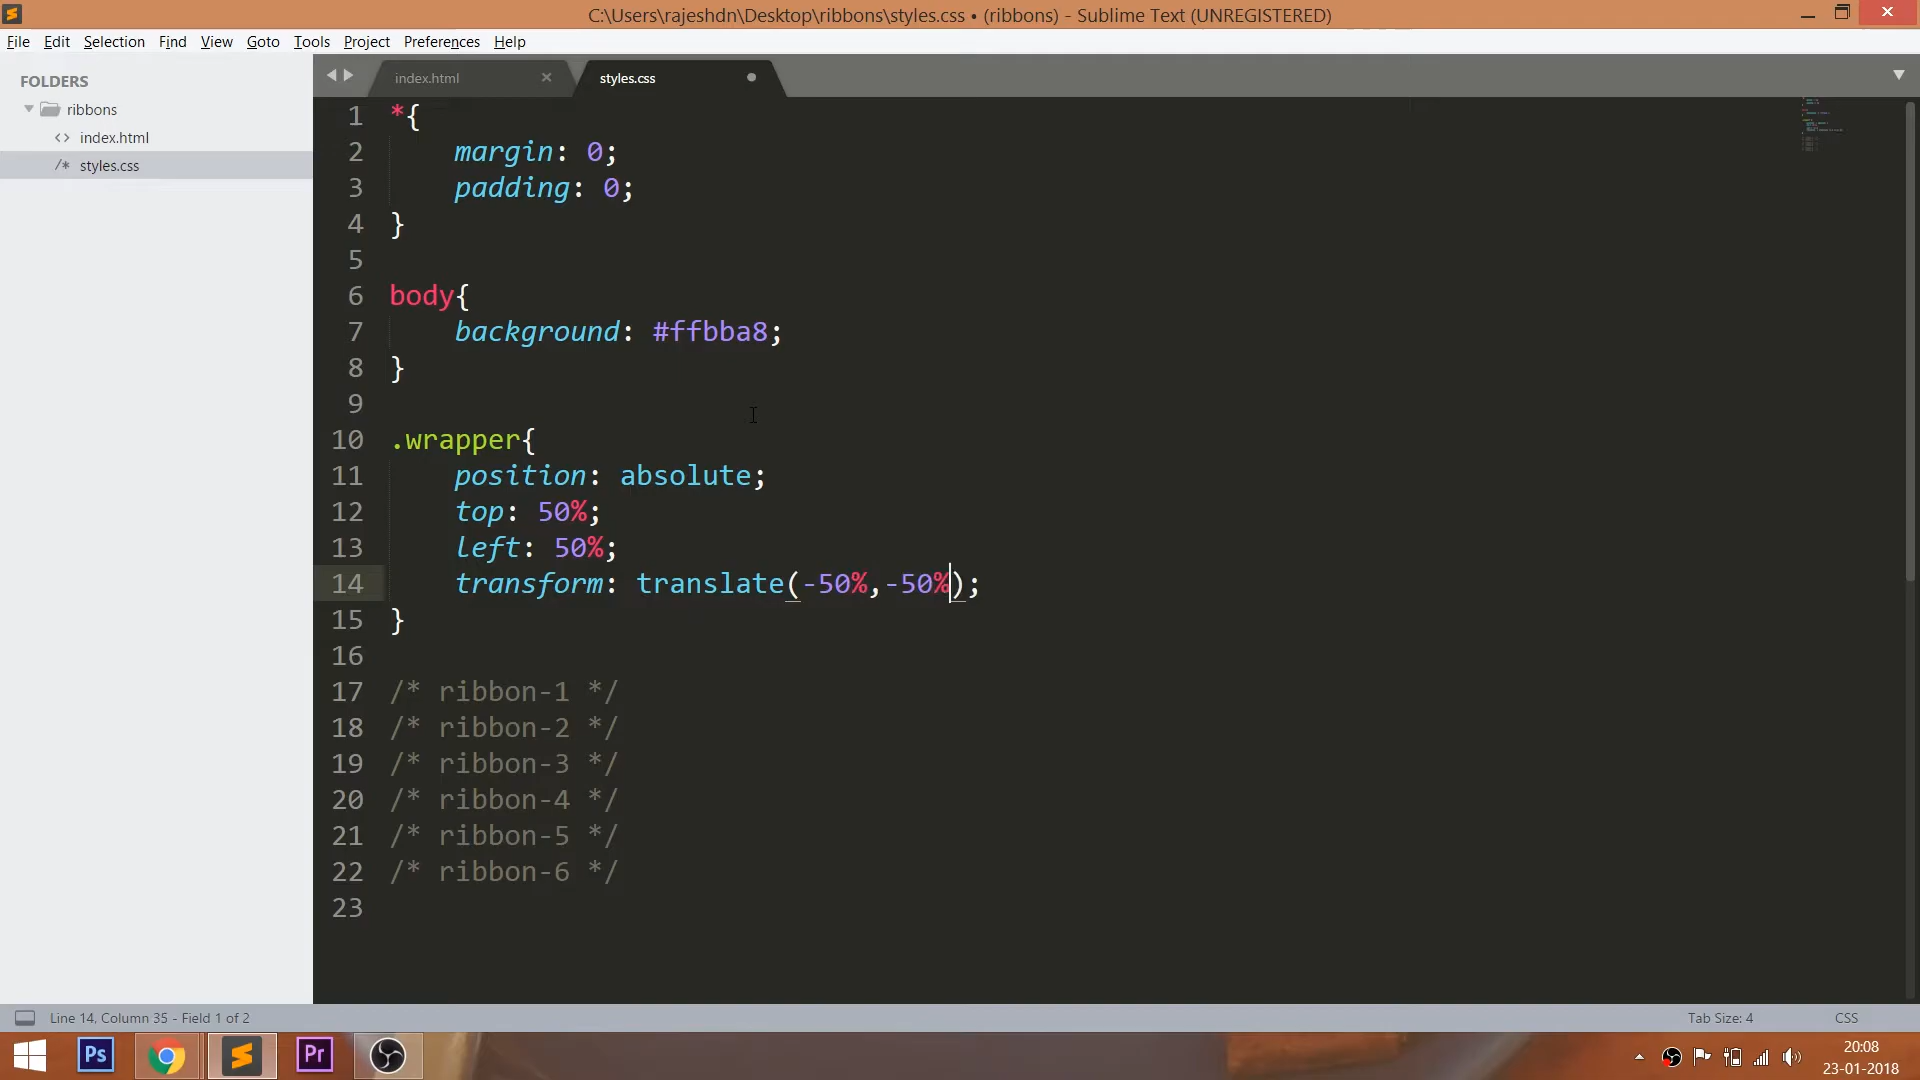 C:\Users\rajeshdn\Desktop\ribbons\styles.css • (ribbons) - Sublime Text (UNREGISTERED)
File Edit Selection Find View Goto Tools Project Preferences Help
FOLDERS
ribbons
<> index.html
/* styles.css
index.html × styles.css
1 *{
2 margin: 0;
3 padding: 0;
4 }
5
6 body{
7 background: #ffbba8;
8 }
9
10 .wrapper{
11 position: absolute;
12 top: 50%;
13 left: 50%;
14 transform: translate(-50%,-50%);
15 }
16
17 /* ribbon-1 */
18 /* ribbon-2 */
19 /* ribbon-3 */
20 /* ribbon-4 */
21 /* ribbon-5 */
22 /* ribbon-6 */
23
Line 14, Column 35 - Field 1 of 2
Tab Size: 4
CSS
Ps
Pr
20:08
23-01-2018